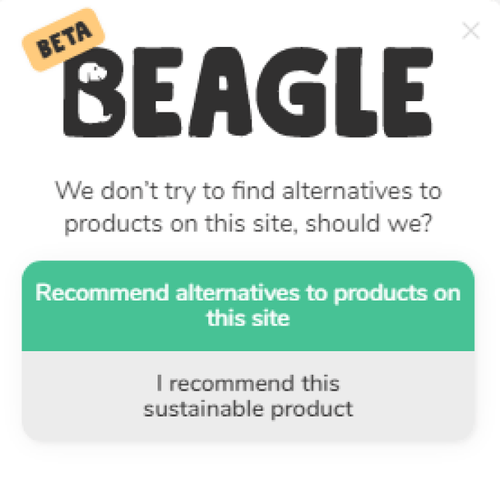 BETA
BEAGLE
We don't try to find alternatives to
products on this site, should we?
Recommend alternatives to products on
this site
I recommend this
sustainable product